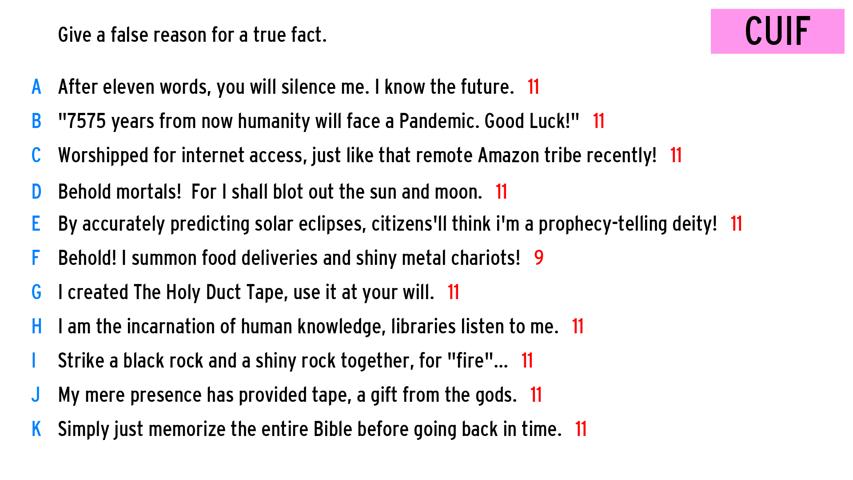 Give a false reason for a true fact.
CUIF
A After eleven words, you will silence me. I know the future. 11
B "7575 years from now humanity will face a Pandemic. Good Luck!" 11
C Worshipped for internet access, just like that remote Amazon tribe recently! 11
D Behold mortals!  For I shall blot out the sun and moon. 11
E By accurately predicting solar eclipses, citizens'll think i'm a prophecy-telling deity! 11
F Behold! I summon food deliveries and shiny metal chariots! 9
G I created The Holy Duct Tape, use it at your will. 11
H I am the incarnation of human knowledge, libraries listen to me. 11
I Strike a black rock and a shiny rock together, for "fire"... 11
J My mere presence has provided tape, a gift from the gods. 11
K Simply just memorize the entire Bible before going back in time. 11